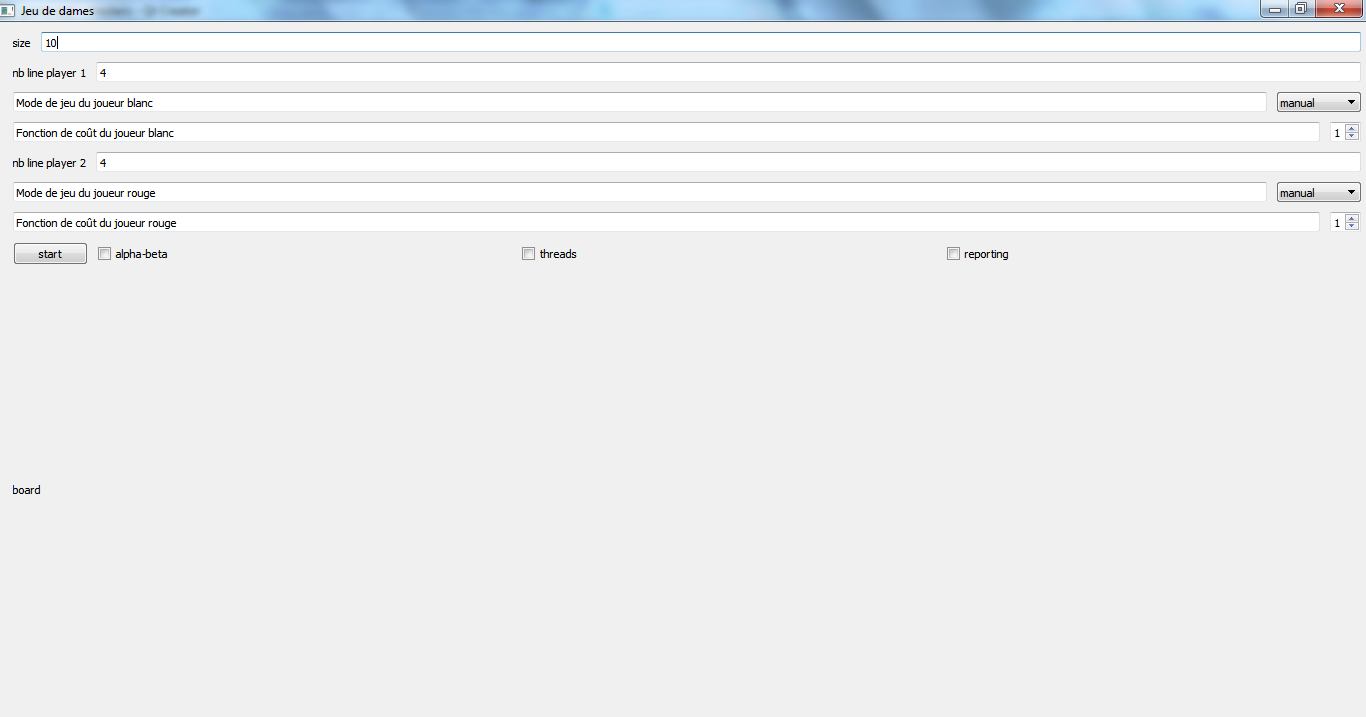 Jeu de dames
size 10
nb line player 1 4
Mode de jeu du joueur blanc manual
Fonction de coût du joueur blanc 1
nb line player 2 4
Mode de jeu du joueur rouge manual
Fonction de coût du joueur rouge 1
start alpha-beta threads reporting
board